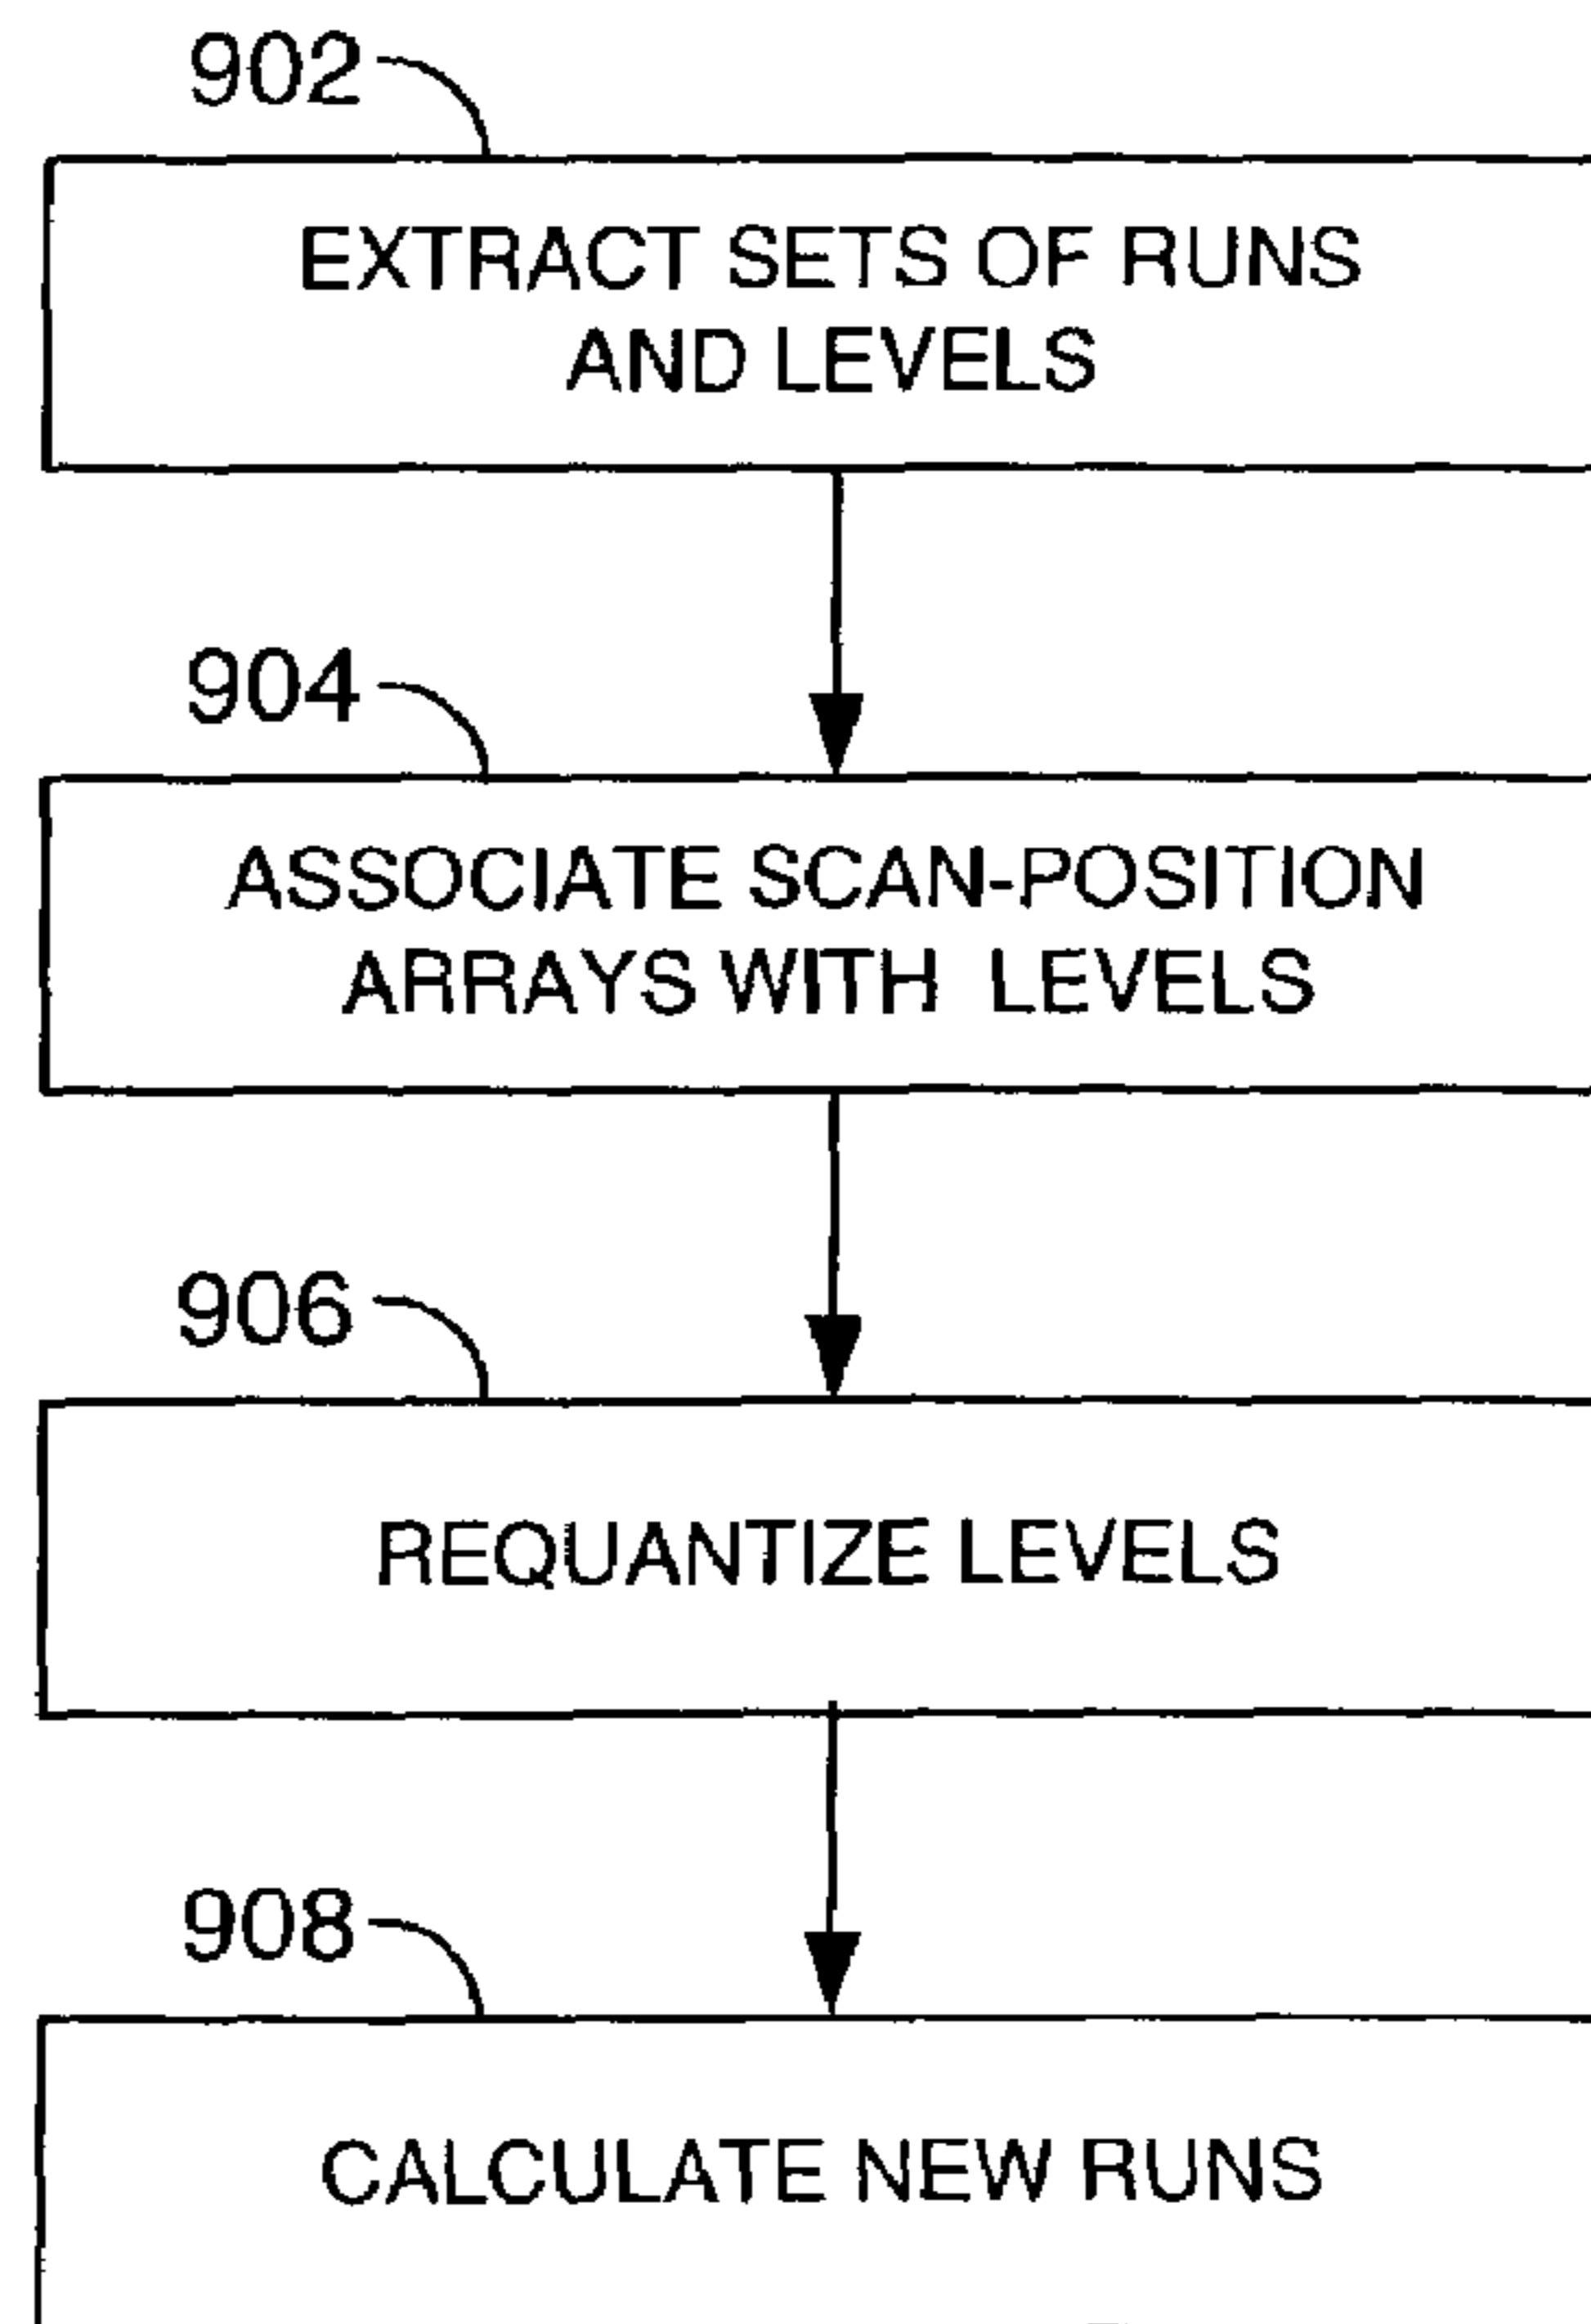 902
EXTRACT SETS OF RUNS
AND LEVELS
904
ASSOCIATE SCAN-POSITION
ARRAYS WITH LEVELS
906
REQUANTIZE LEVELS
908
CALCULATE NEW RUNS